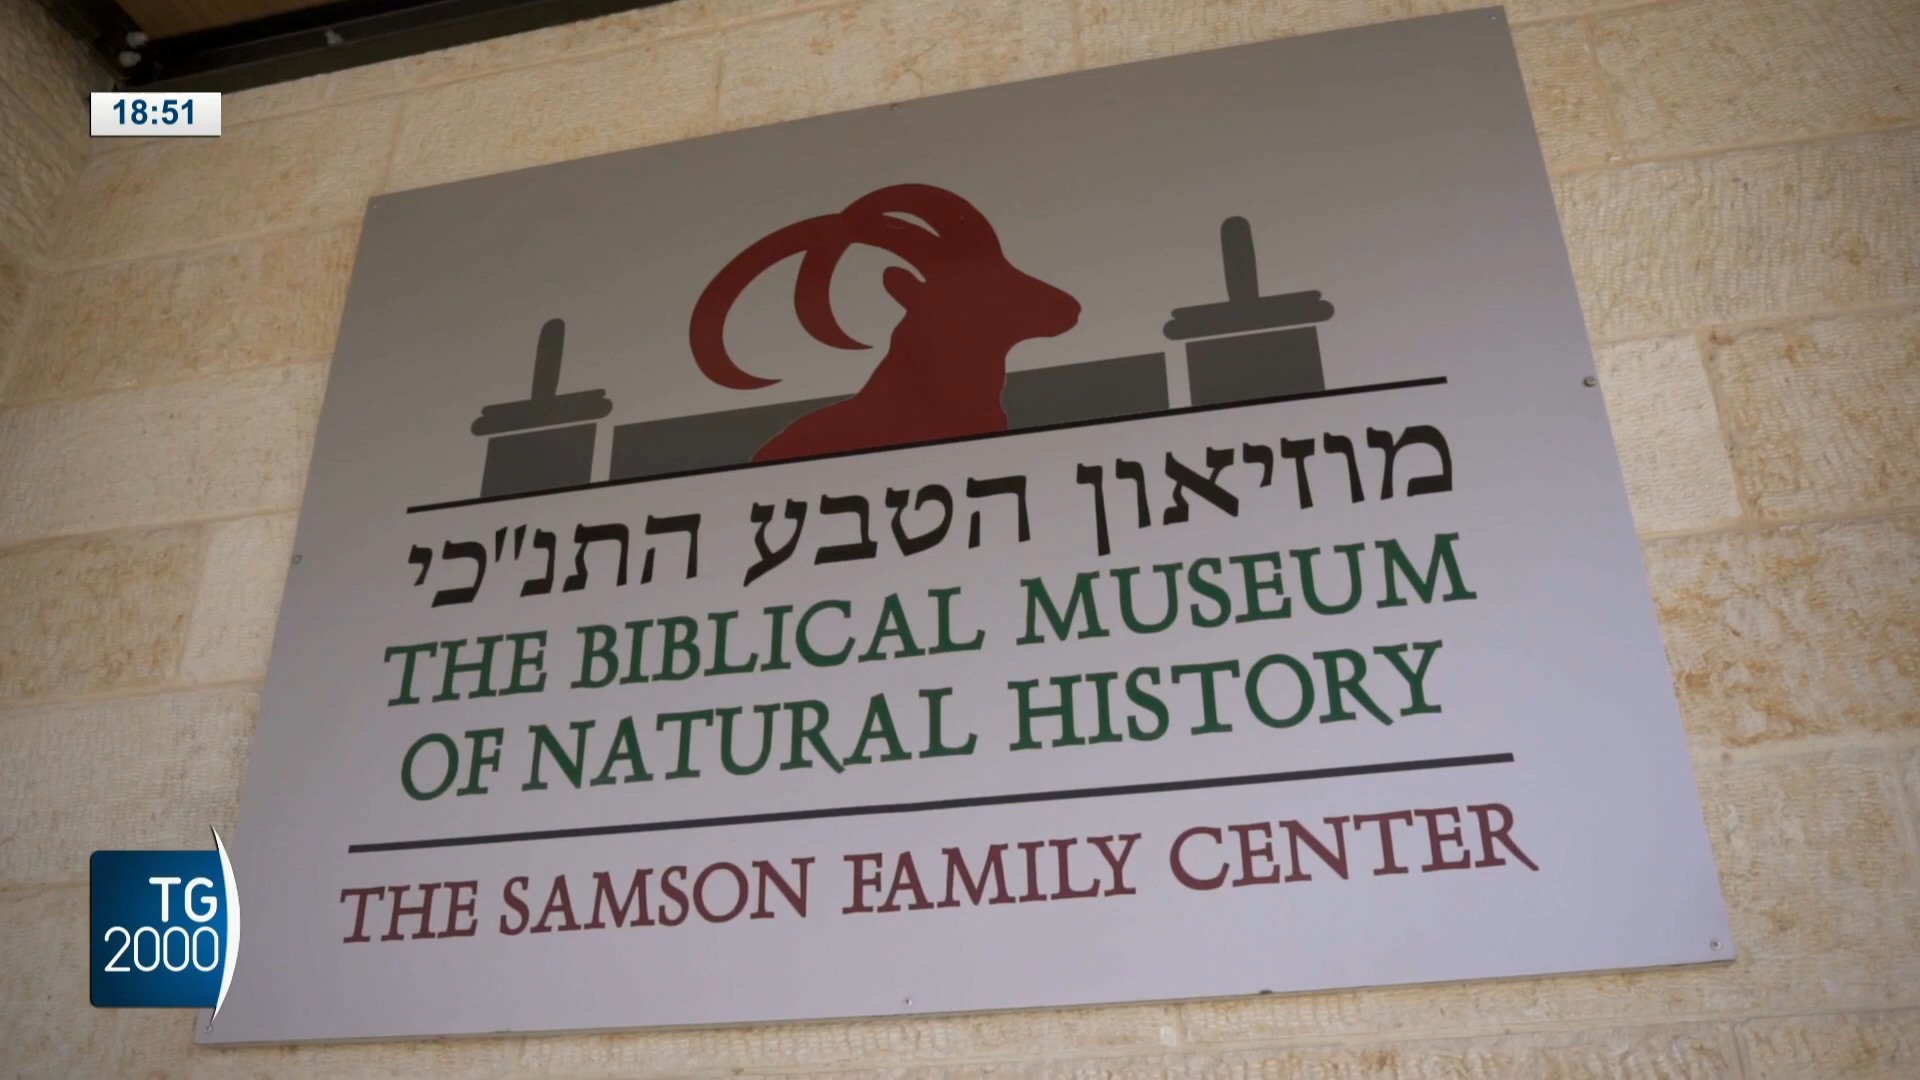 18:51
מוזיאון הטבע התנ"כי
THE BIBLICAL MUSEUM
OF NATURAL HISTORY
THE SAMSON FAMILY CENTER
TG
2000